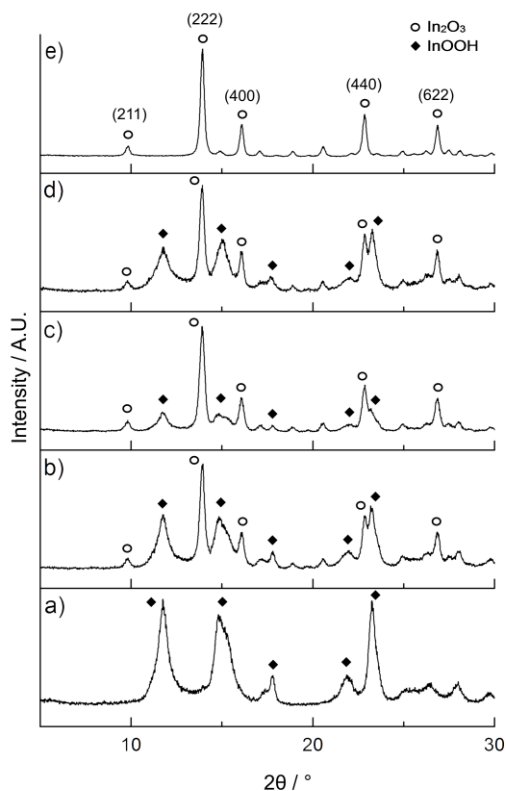 ○ In₂O₃
◆ InOOH
e)
(222)
(211)
(400)
(440)
(622)
d)
c)
b)
a)
Intensity / A.U.
10
20
30
2θ / °